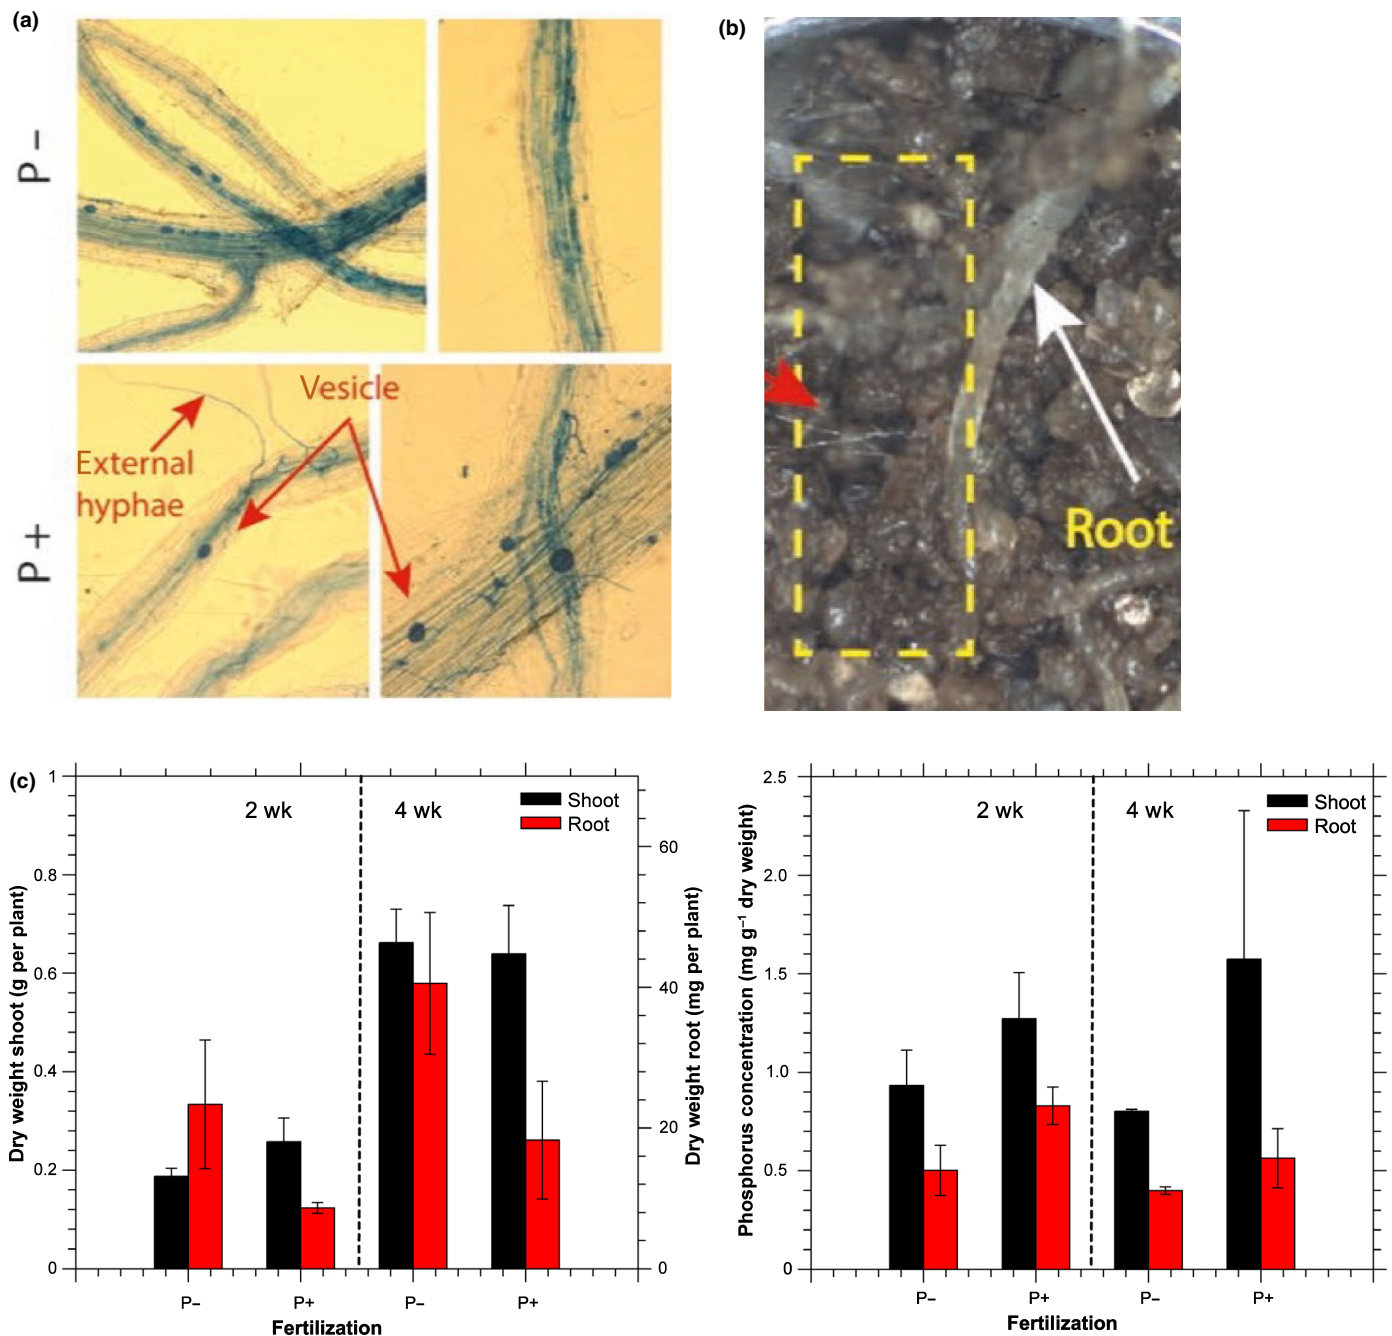 (a)
P −
Vesicle
External
hyphae
P +
(b)
Root
(c)
2 wk
4 wk
Shoot
Root
1
0.8
0.6
0.4
0.2
0
60
40
20
0
Dry weight shoot (g per plant)
Dry weight root (mg per plant)
P−
P+
P−
P+
Fertilization
2 wk
4 wk
Shoot
Root
2.5
2.0
1.5
1.0
0.5
0
Phosphorus concentration (mg g⁻¹ dry weight)
P−
P+
P−
P+
Fertilization